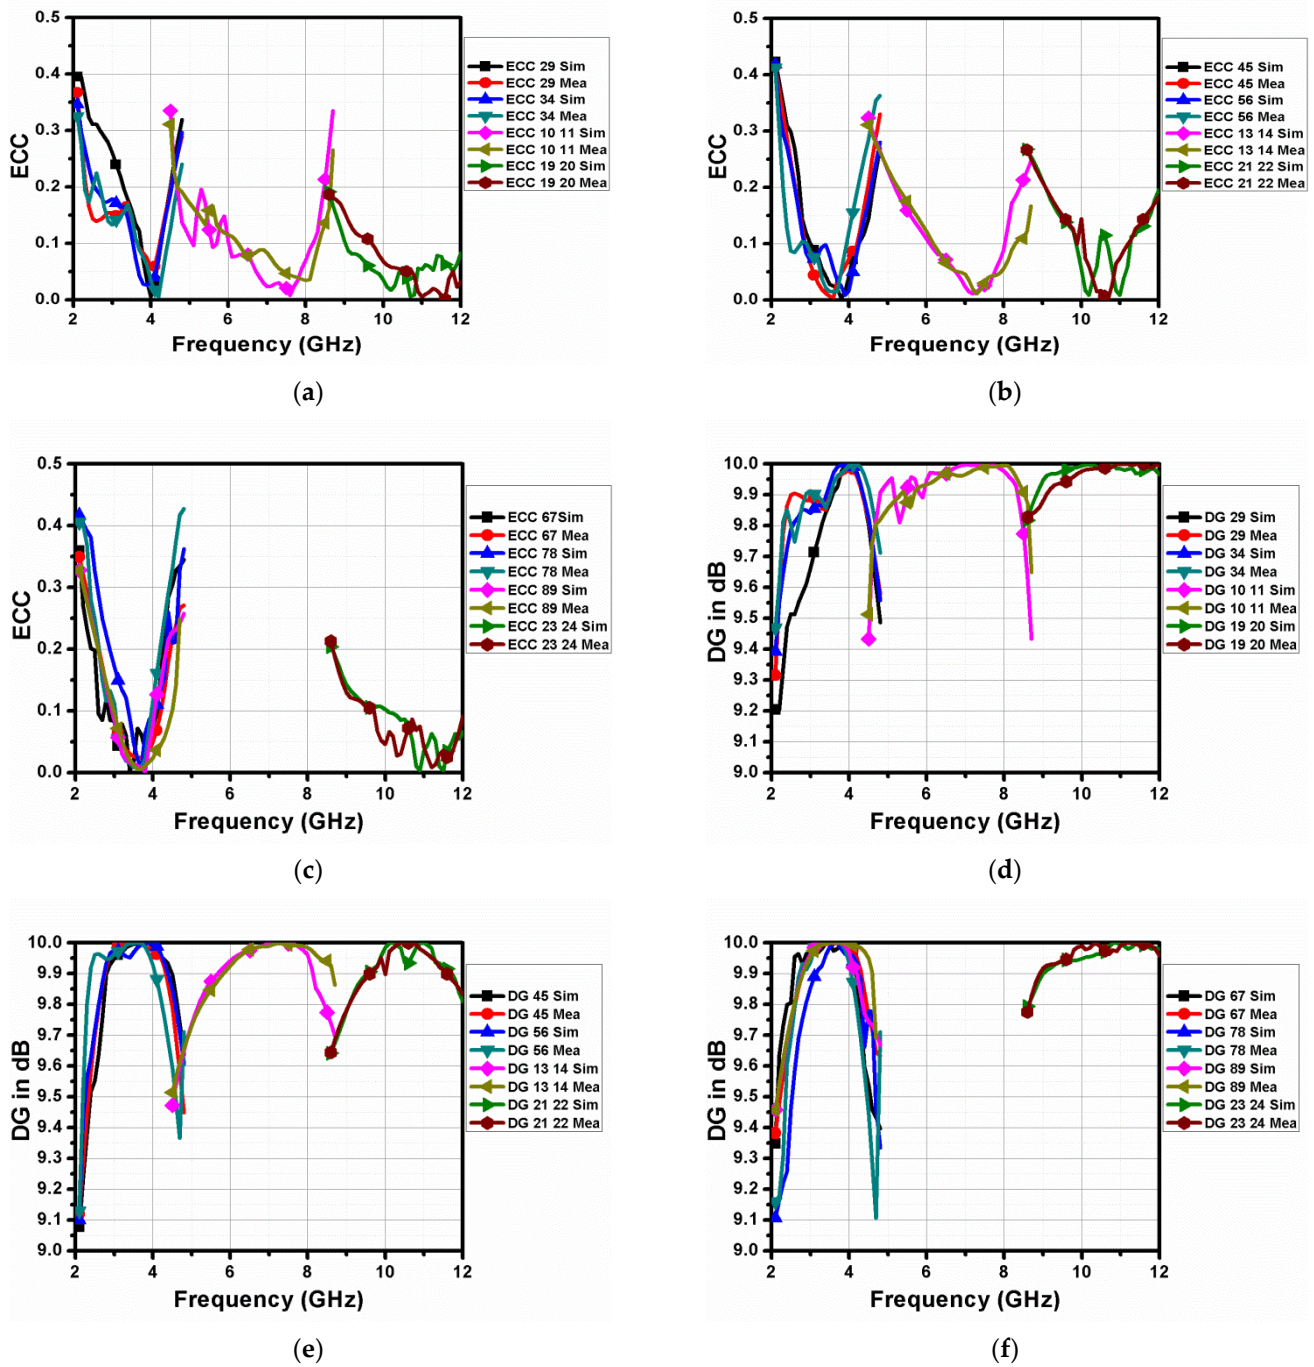 0.5
0.4
0.3
0.2
0.1
0.0
ECC
2
4
6
8
10
12
Frequency (GHz)
ECC 29 Sim
ECC 29 Mea
ECC 34 Sim
ECC 34 Mea
ECC 10 11 Sim
ECC 10 11 Mea
ECC 19 20 Sim
ECC 19 20 Mea
(a)
0.5
0.4
0.3
0.2
0.1
0.0
ECC
2
4
6
8
10
12
Frequency (GHz)
ECC 45 Sim
ECC 45 Mea
ECC 56 Sim
ECC 56 Mea
ECC 13 14 Sim
ECC 13 14 Mea
ECC 21 22 Sim
ECC 21 22 Mea
(b)
0.5
0.4
0.3
0.2
0.1
0.0
ECC
2
4
6
8
10
12
Frequency (GHz)
ECC 67Sim
ECC 67 Mea
ECC 78 Sim
ECC 78 Mea
ECC 89 Sim
ECC 89 Mea
ECC 23 24 Sim
ECC 23 24 Mea
(c)
10.0
9.9
9.8
9.7
9.6
9.5
9.4
9.3
9.2
9.1
9.0
DG in dB
2
4
6
8
10
12
Frequency (GHz)
DG 29 Sim
DG 29 Mea
DG 34 Sim
DG 34 Mea
DG 10 11 Sim
DG 10 11 Mea
DG 19 20 Sim
DG 19 20 Mea
(d)
10.0
9.9
9.8
9.7
9.6
9.5
9.4
9.3
9.2
9.1
9.0
DG in dB
2
4
6
8
10
12
Frequency (GHz)
DG 45 Sim
DG 45 Mea
DG 56 Sim
DG 56 Mea
DG 13 14 Sim
DG 13 14 Mea
DG 21 22 Sim
DG 21 22 Mea
(e)
10.0
9.9
9.8
9.7
9.6
9.5
9.4
9.3
9.2
9.1
9.0
DG in dB
2
4
6
8
10
12
Frequency (GHz)
DG 67 Sim
DG 67 Mea
DG 78 Sim
DG 78 Mea
DG 89 Sim
DG 89 Mea
DG 23 24 Sim
DG 23 24 Mea
(f)